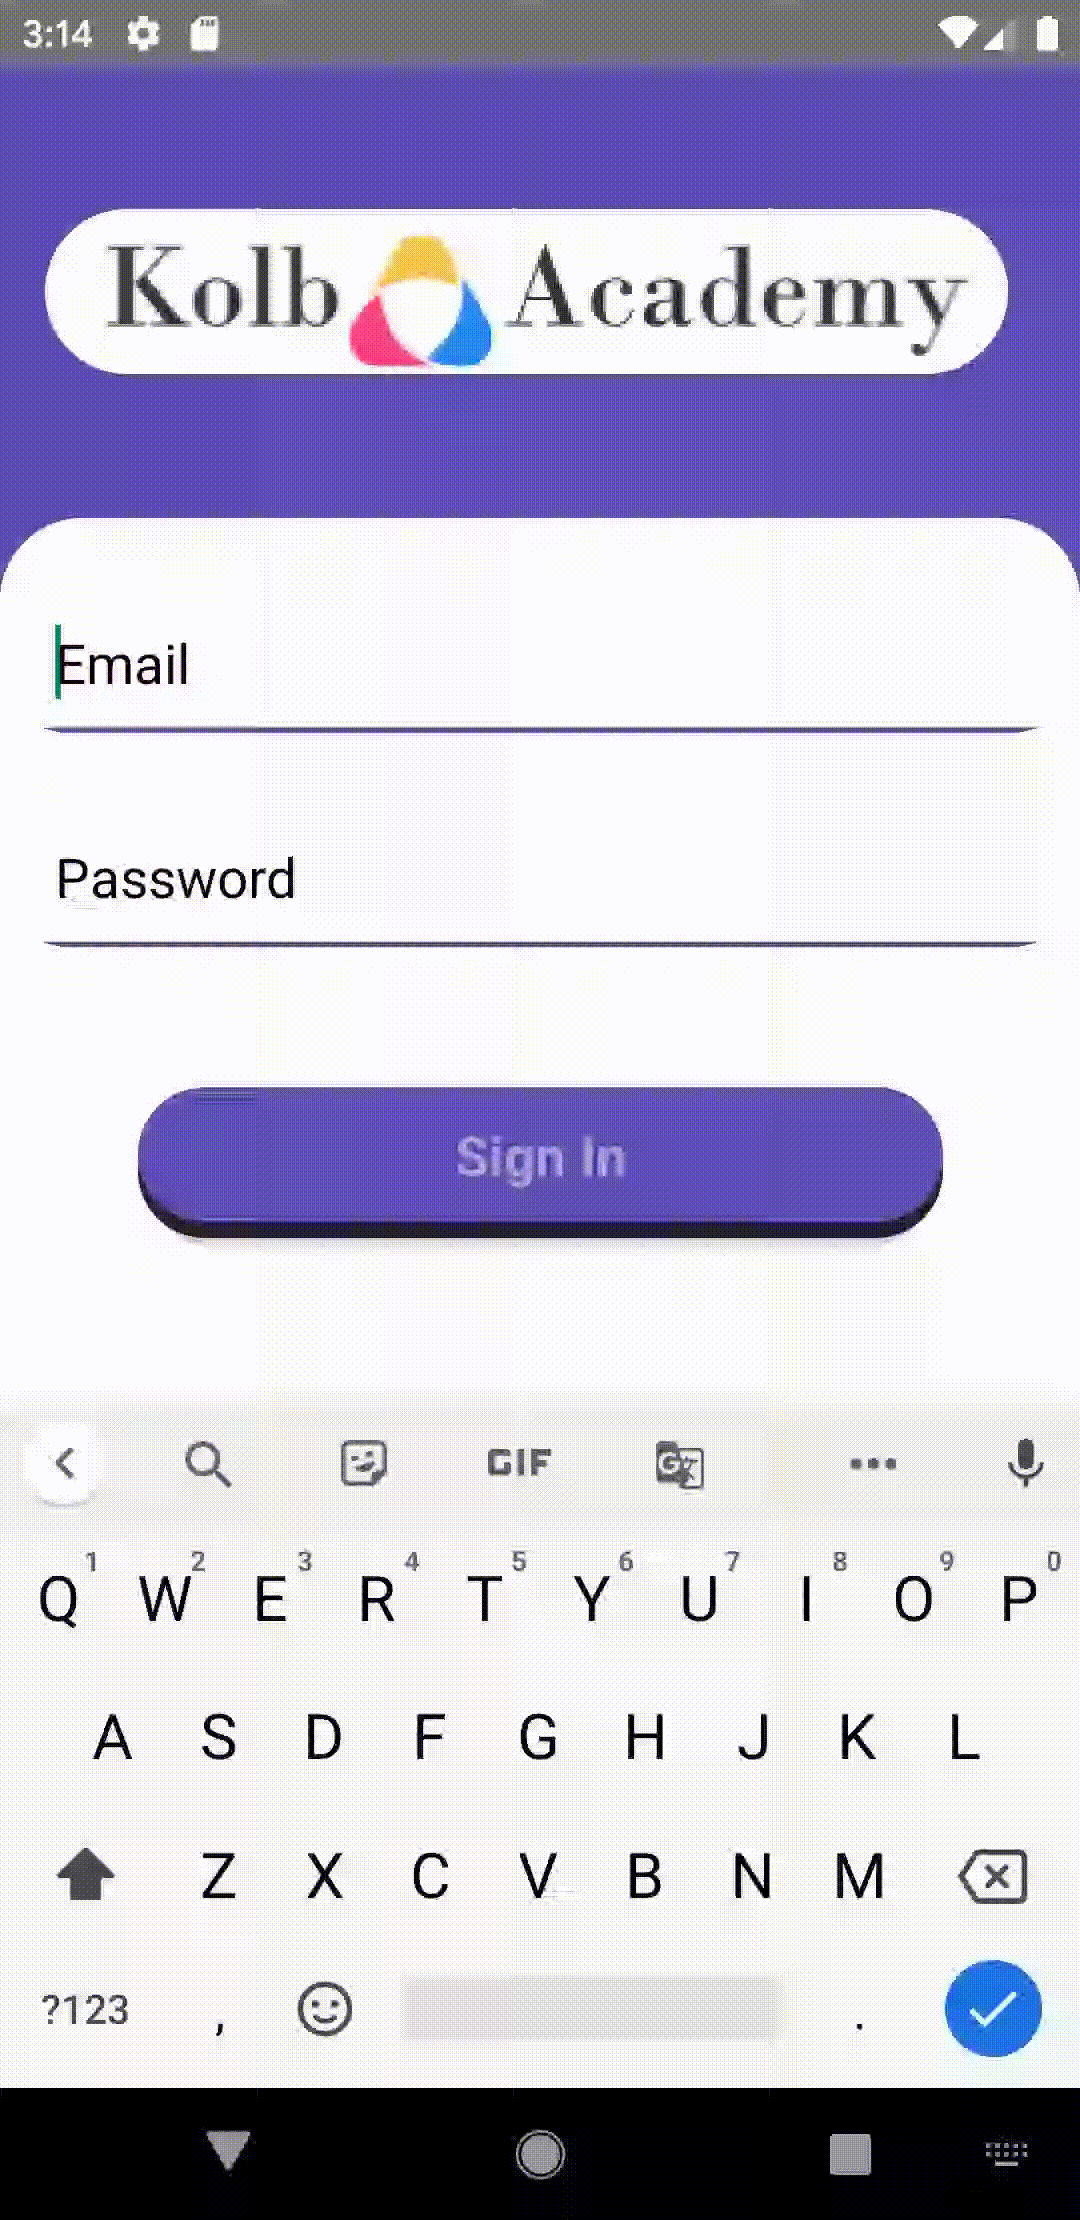 3:14
Kolb Academy
Email
Password
Sign In
GIF
1 2 3 4 5 6 7 8 9 0
Q W E R T Y U I O P
A S D F G H J K L
Z X C V B N M
?123 , .